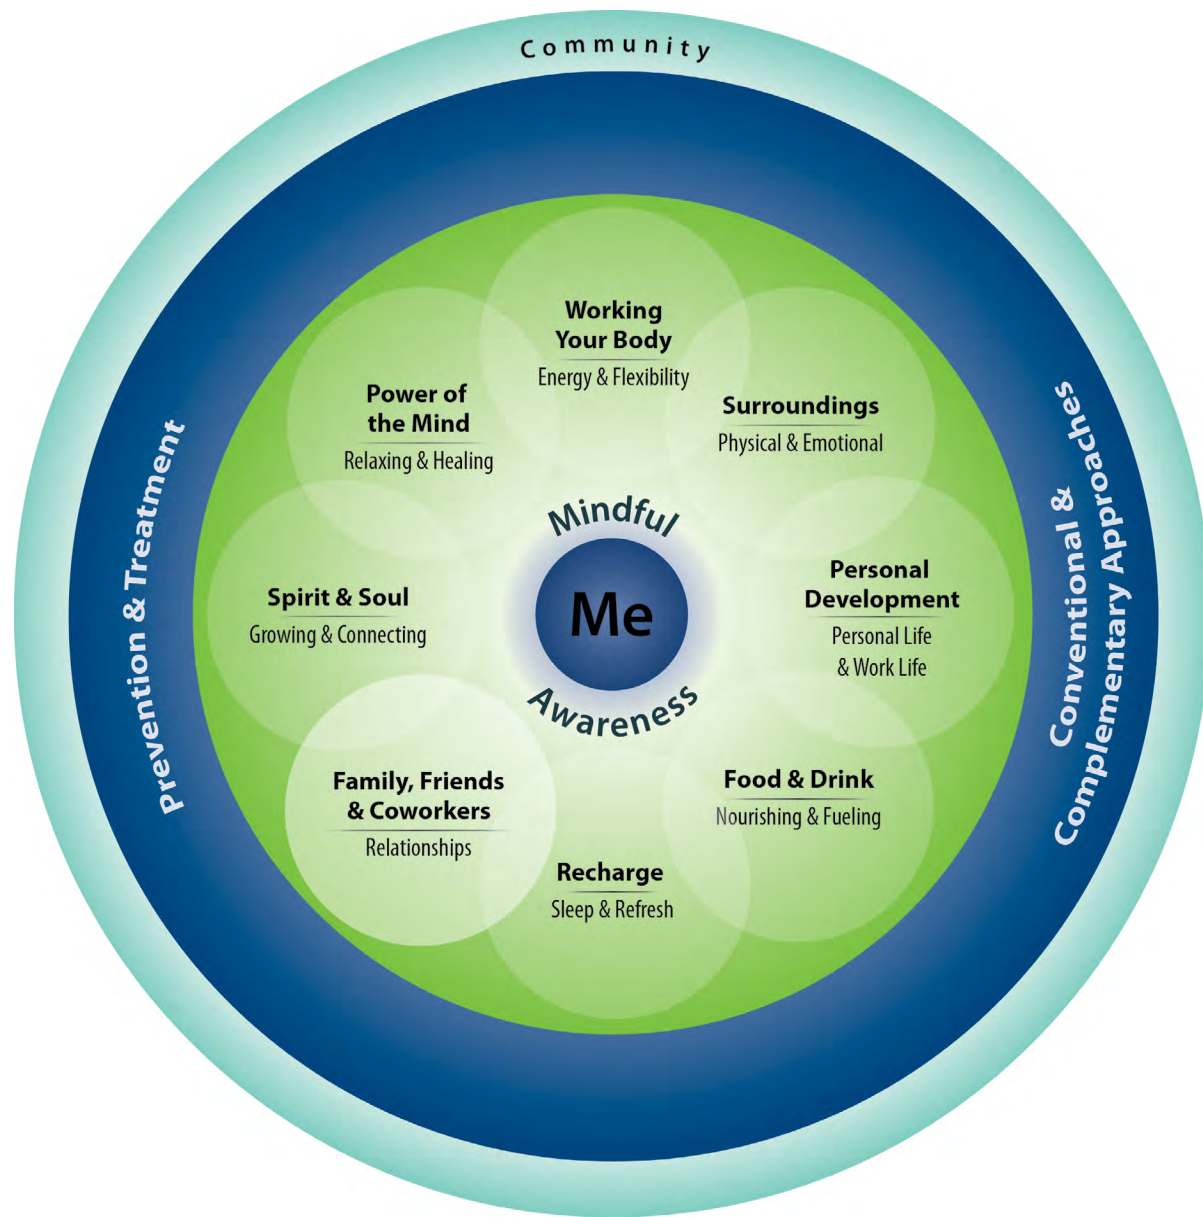 Community
Working
Your Body
Energy & Flexibility
Surroundings
Physical & Emotional
Personal
Development
Personal Life
& Work Life
Food & Drink
Nourishing & Fueling
Recharge
Sleep & Refresh
Family, Friends
& Coworkers
Relationships
Spirit & Soul
Growing & Connecting
Power of
the Mind
Relaxing & Healing
Mindful
Me
Awareness
Prevention & Treatment
Conventional &
Complementary Approaches